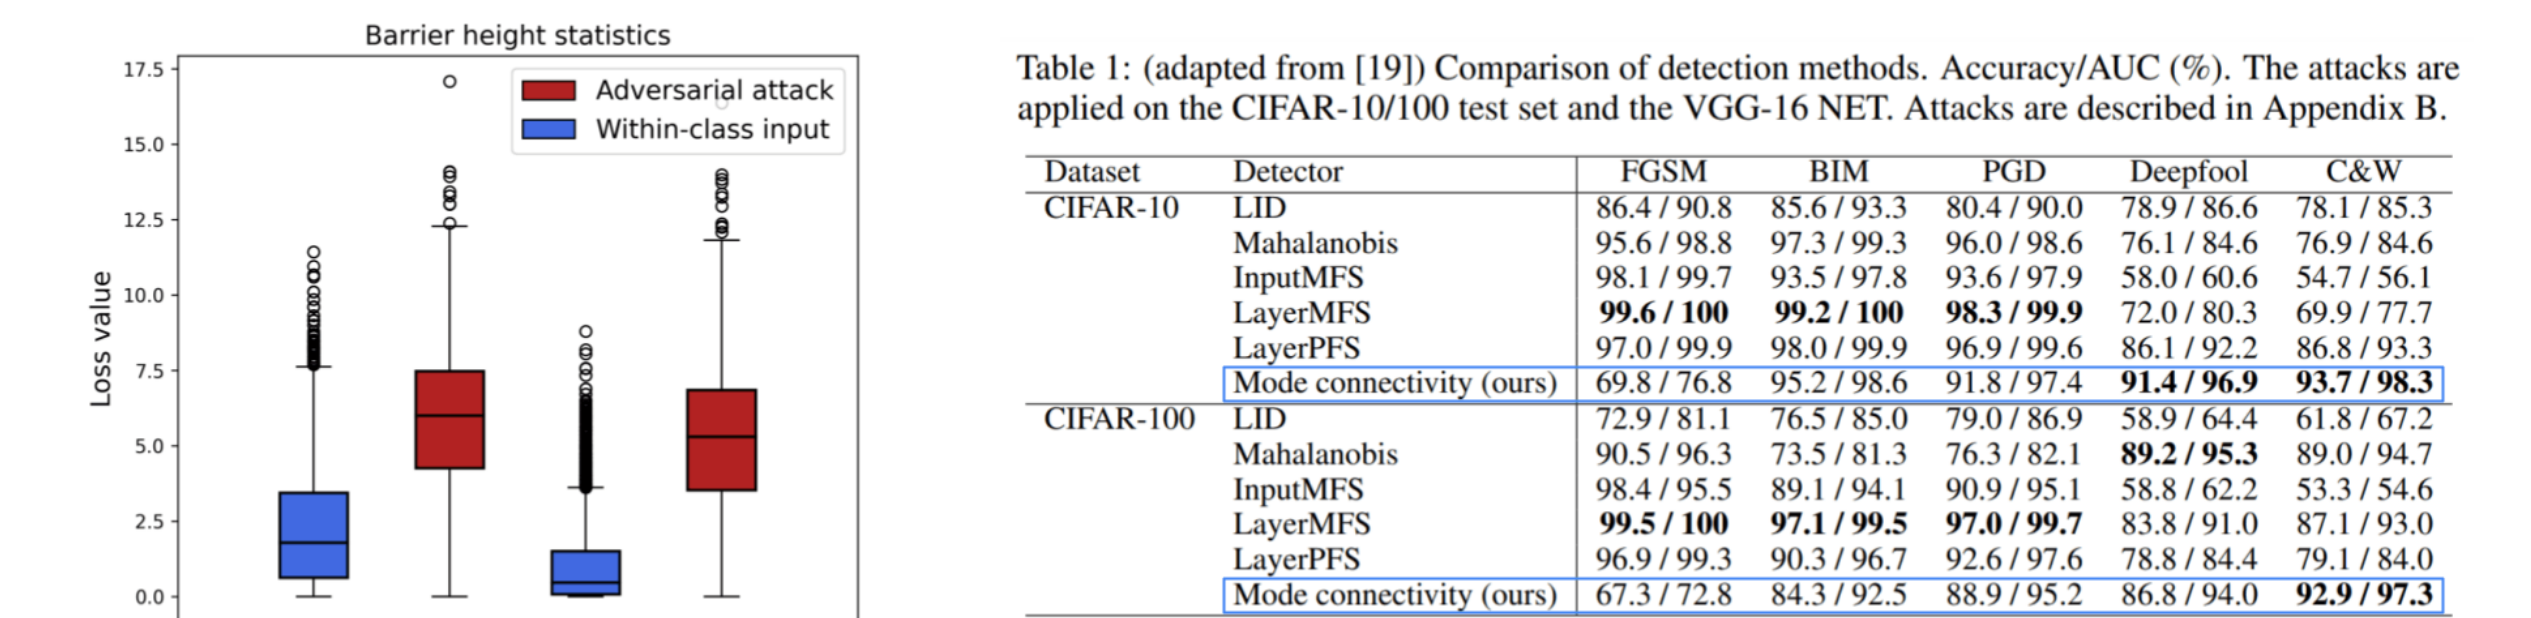 Barrier height statistics
Adversarial attack
Within-class input
Loss value
17.5
15.0
12.5
10.0
7.5
5.0
2.5
0.0
Table 1: (adapted from [19]) Comparison of detection methods. Accuracy/AUC (%). The attacks are
applied on the CIFAR-10/100 test set and the VGG-16 NET. Attacks are described in Appendix B.
Dataset Detector FGSM BIM PGD Deepfool C&W
CIFAR-10 LID 86.4 / 90.8 85.6 / 93.3 80.4 / 90.0 78.9 / 86.6 78.1 / 85.3
Mahalanobis 95.6 / 98.8 97.3 / 99.3 96.0 / 98.6 76.1 / 84.6 76.9 / 84.6
InputMFS 98.1 / 99.7 93.5 / 97.8 93.6 / 97.9 58.0 / 60.6 54.7 / 56.1
LayerMFS 99.6 / 100 99.2 / 100 98.3 / 99.9 72.0 / 80.3 69.9 / 77.7
LayerPFS 97.0 / 99.9 98.0 / 99.9 96.9 / 99.6 86.1 / 92.2 86.8 / 93.3
Mode connectivity (ours) 69.8 / 76.8 95.2 / 98.6 91.8 / 97.4 91.4 / 96.9 93.7 / 98.3
CIFAR-100 LID 72.9 / 81.1 76.5 / 85.0 79.0 / 86.9 58.9 / 64.4 61.8 / 67.2
Mahalanobis 90.5 / 96.3 73.5 / 81.3 76.3 / 82.1 89.2 / 95.3 89.0 / 94.7
InputMFS 98.4 / 95.5 89.1 / 94.1 90.9 / 95.1 58.8 / 62.2 53.3 / 54.6
LayerMFS 99.5 / 100 97.1 / 99.5 97.0 / 99.7 83.8 / 91.0 87.1 / 93.0
LayerPFS 96.9 / 99.3 90.3 / 96.7 92.6 / 97.6 78.8 / 84.4 79.1 / 84.0
Mode connectivity (ours) 67.3 / 72.8 84.3 / 92.5 88.9 / 95.2 86.8 / 94.0 92.9 / 97.3